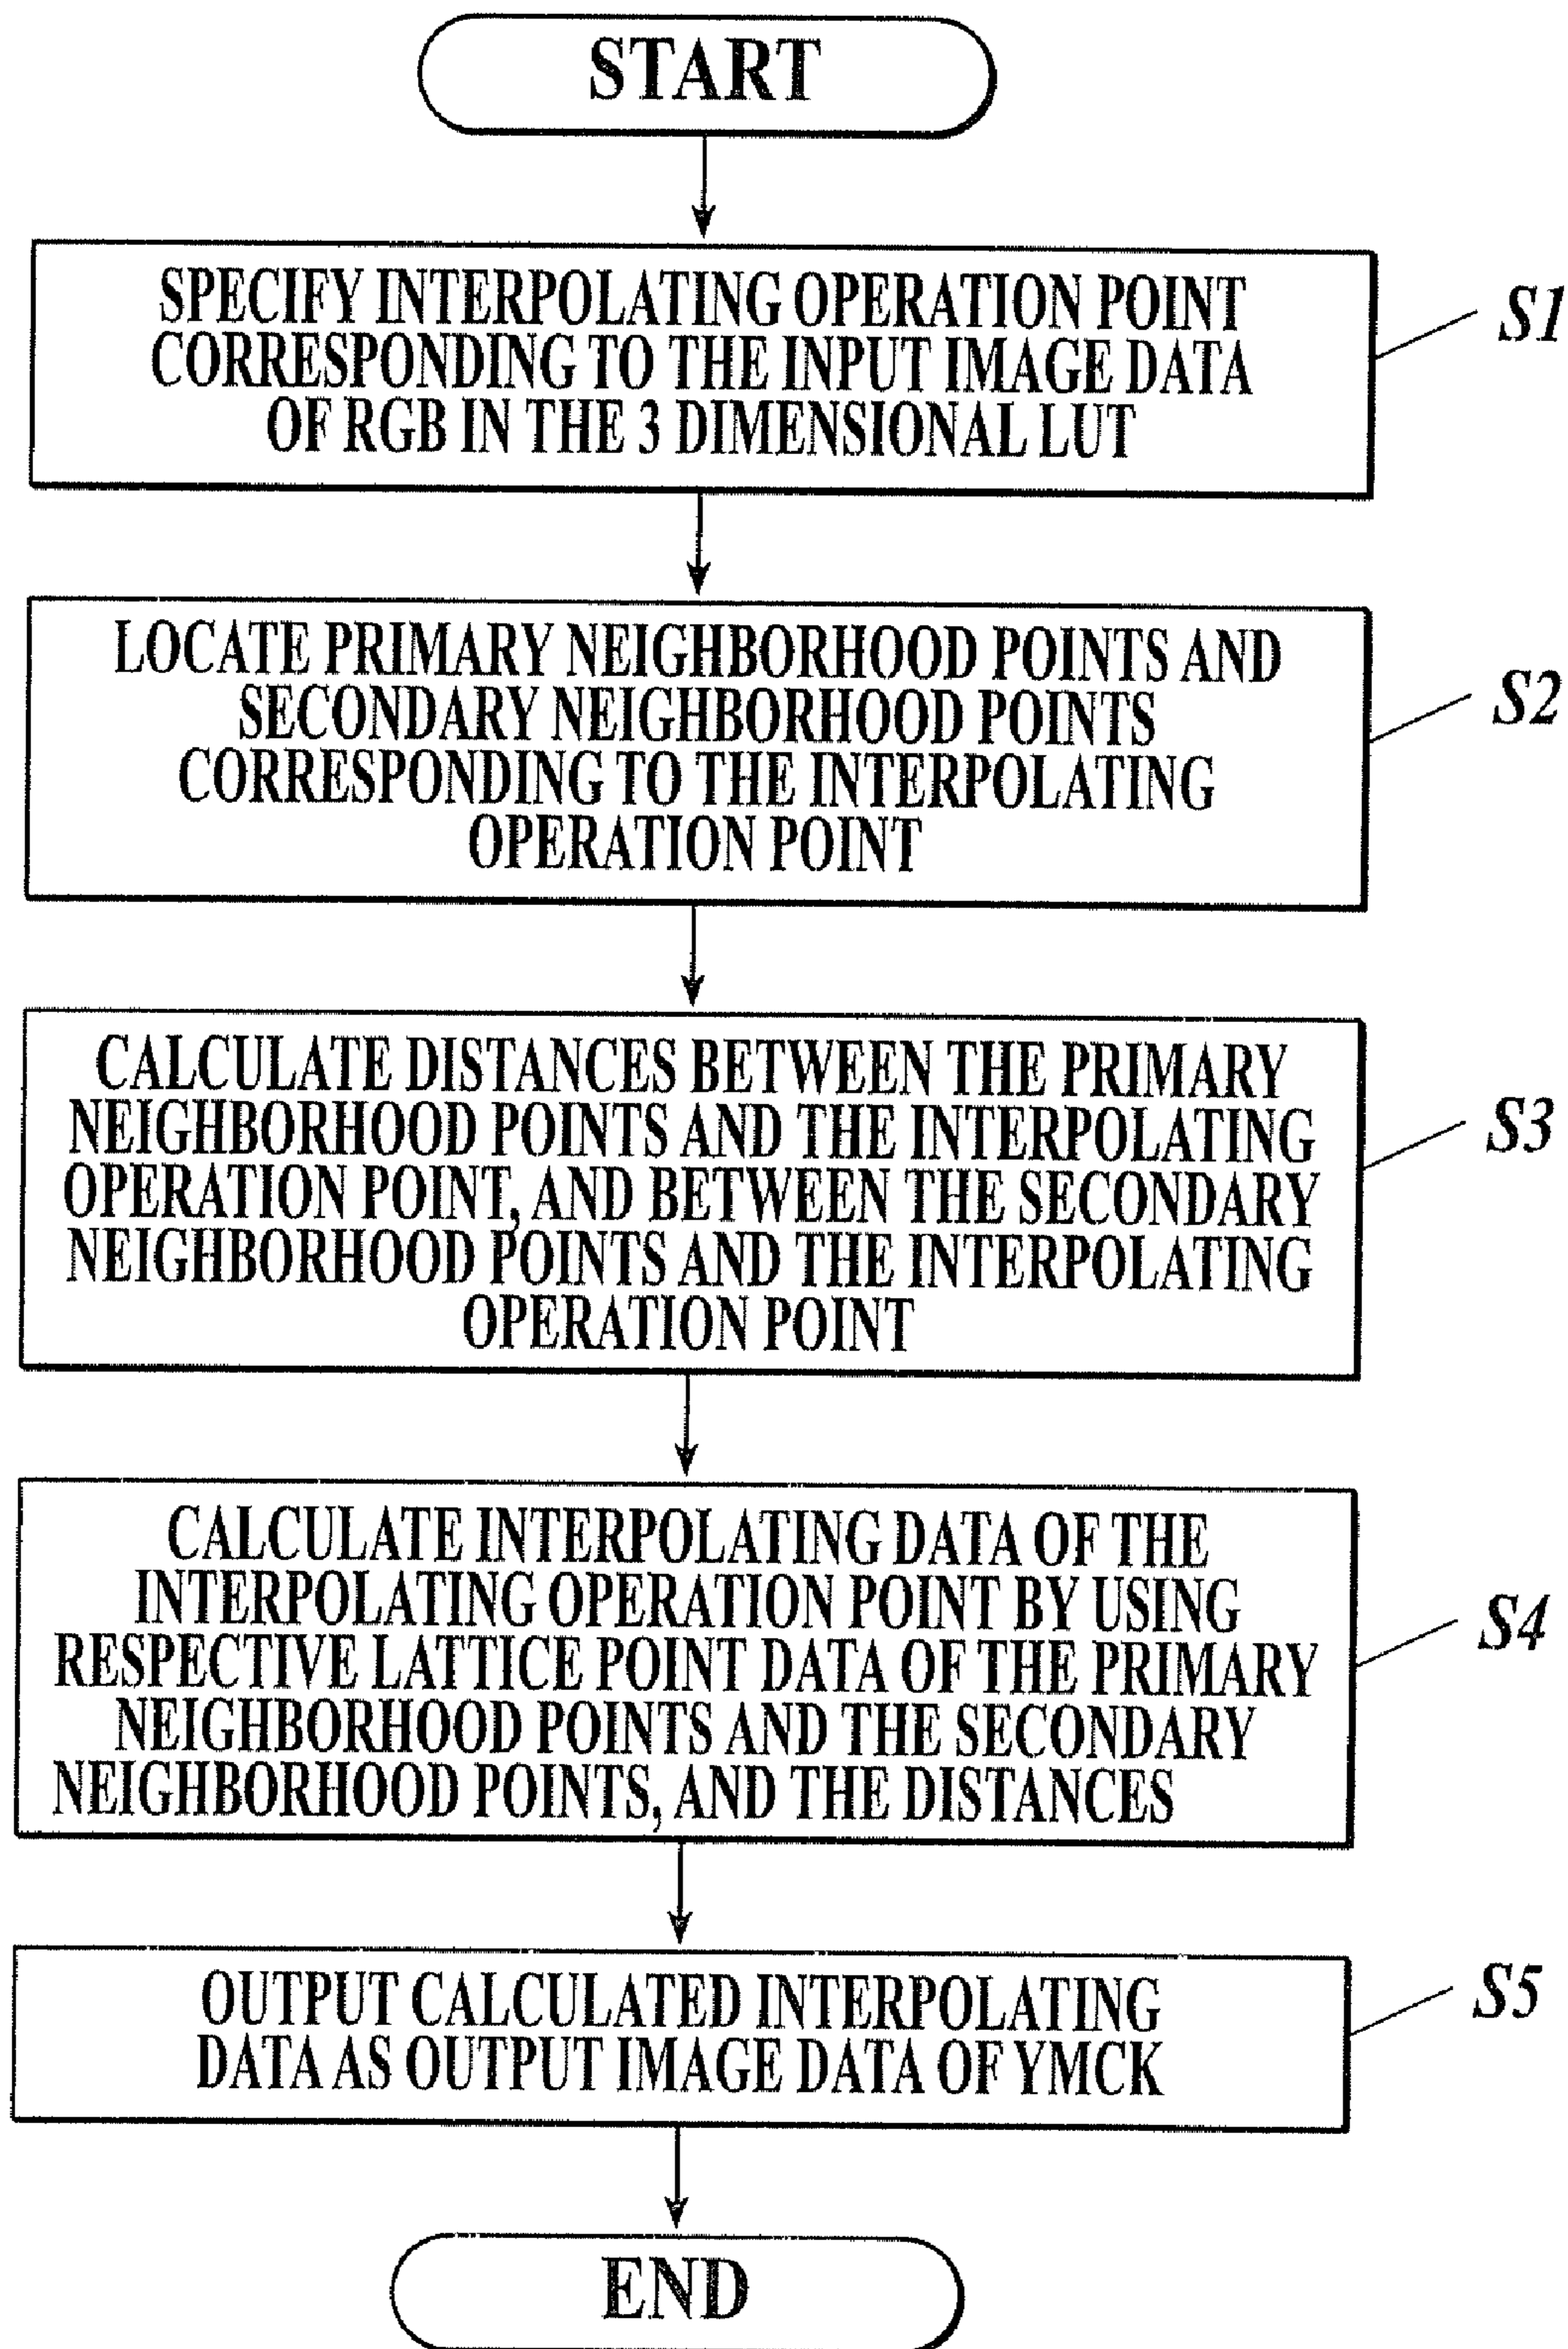 START
SPECIFY INTERPOLATING OPERATION POINT
CORRESPONDING TO THE INPUT IMAGE DATA
OF RGB IN THE 3 DIMENSIONAL LUT
S1
LOCATE PRIMARY NEIGHBORHOOD POINTS AND
SECONDARY NEIGHBORHOOD POINTS
CORRESPONDING TO THE INTERPOLATING
OPERATION POINT
S2
CALCULATE DISTANCES BETWEEN THE PRIMARY
NEIGHBORHOOD POINTS AND THE INTERPOLATING
OPERATION POINT, AND BETWEEN THE SECONDARY
NEIGHBORHOOD POINTS AND THE INTERPOLATING
OPERATION POINT
S3
CALCULATE INTERPOLATING DATA OF THE
INTERPOLATING OPERATION POINT BY USING
RESPECTIVE LATTICE POINT DATA OF THE PRIMARY
NEIGHBORHOOD POINTS AND THE SECONDARY
NEIGHBORHOOD POINTS, AND THE DISTANCES
S4
OUTPUT CALCULATED INTERPOLATING
DATA AS OUTPUT IMAGE DATA OF YMCK
S5
END